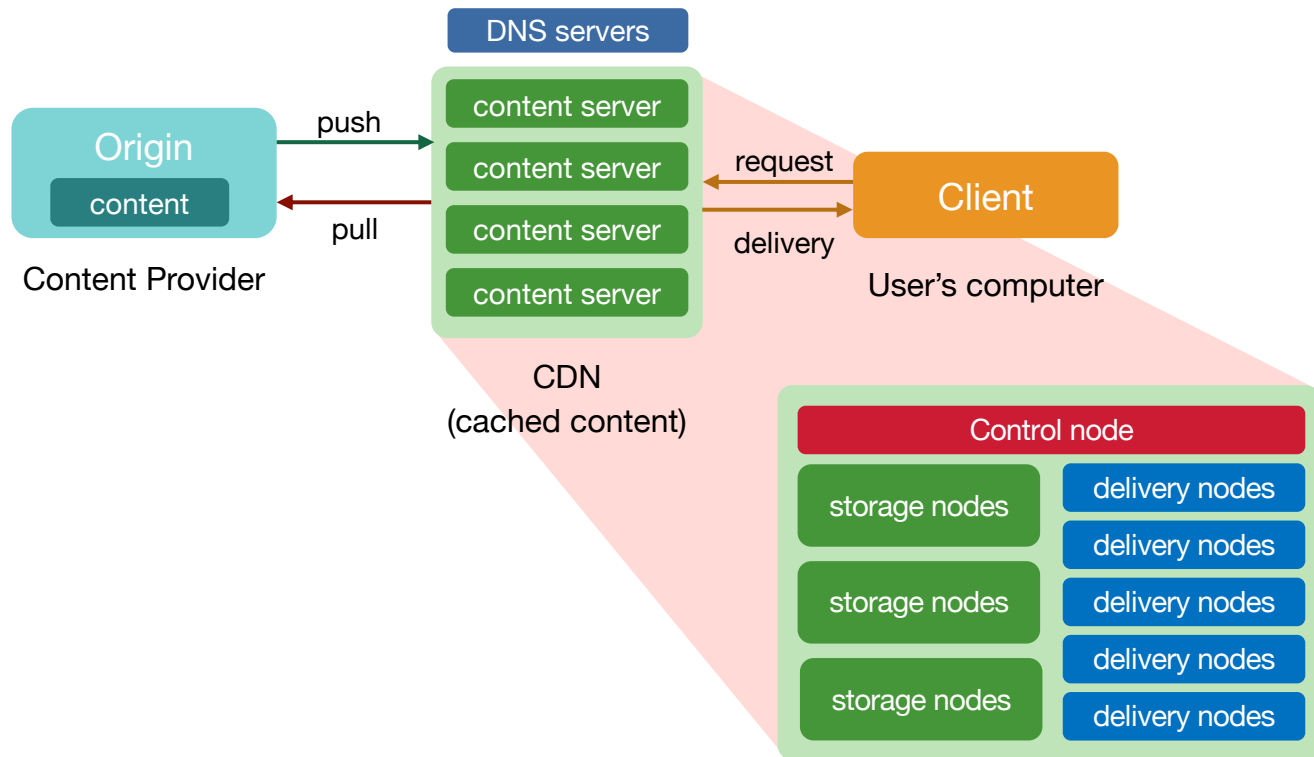 DNS servers
content server
content server
content server
content server
Origin
content
push
pull
Content Provider
request
delivery
Client
User’s computer
CDN
(cached content)
Control node
storage nodes
storage nodes
storage nodes
delivery nodes
delivery nodes
delivery nodes
delivery nodes
delivery nodes